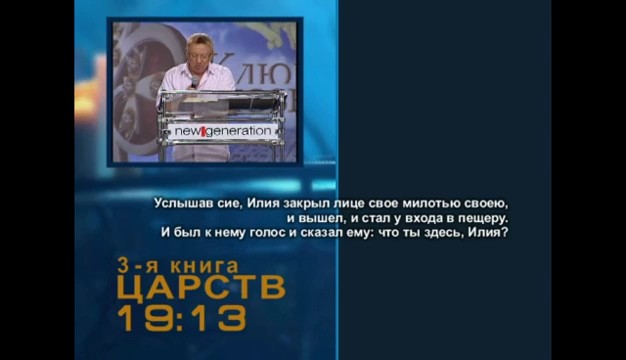 КЛЮ
new generation
Услышав сие, Илия закрыл лице свое милотью своею,
и вышел, и стал у входа в пещеру.
И был к нему голос и сказал ему: что ты здесь, Илия?
3-я книга
ЦАРСТВ
19:13